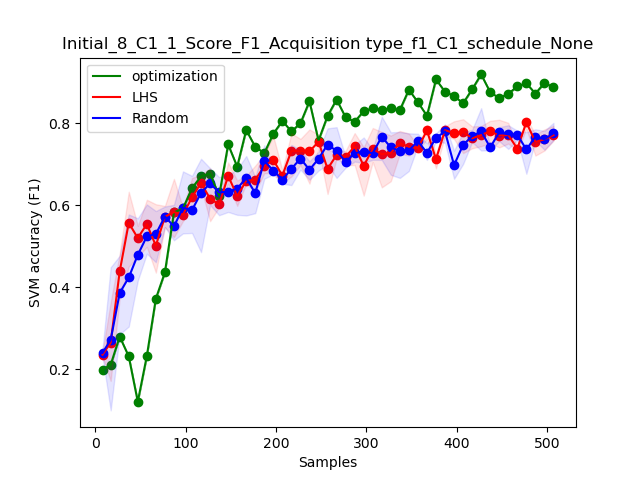 Initial_8_C1_1_Score_F1_Acquisition type_f1_C1_schedule_None
optimization
LHS
Random
SVM accuracy (F1)
0.8
0.6
0.4
0.2
0 100 200 300 400 500
Samples